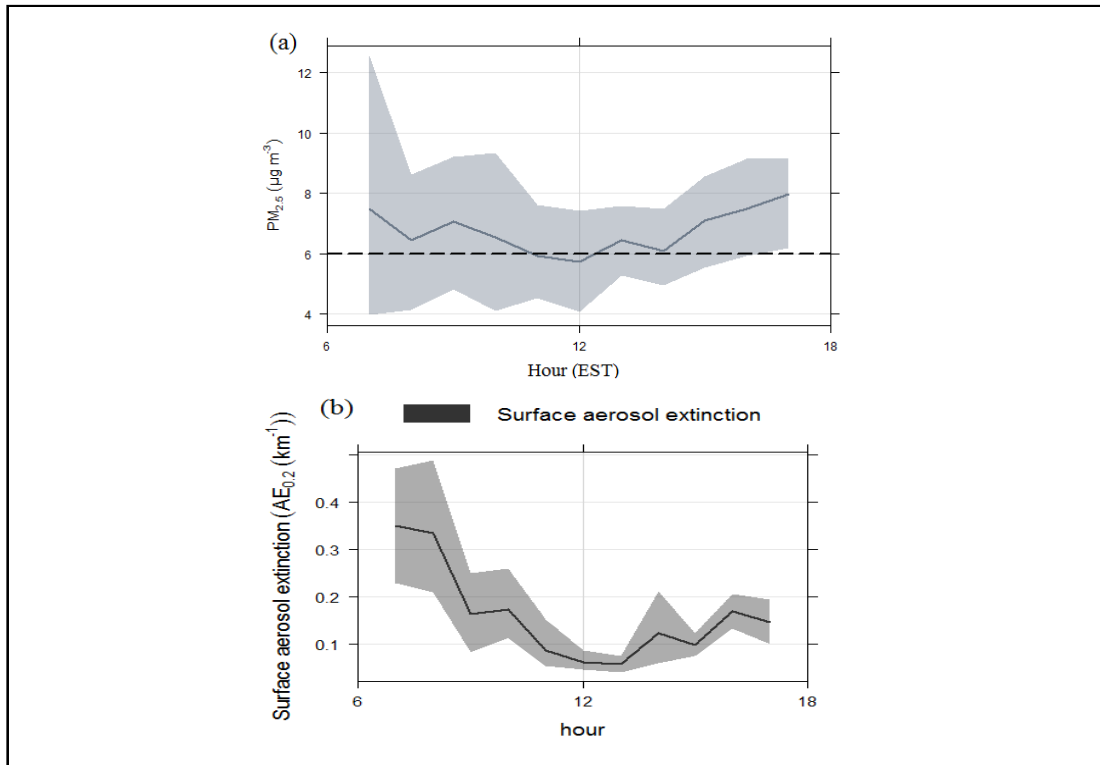 (a)
12
10
8
6
4
PM2.5 (µg m-3)
6
12
18
Hour (EST)
(b)
Surface aerosol extinction
Surface aerosol extinction (AE0.2 (km-1))
0.4
0.3
0.2
0.1
6
12
18
hour